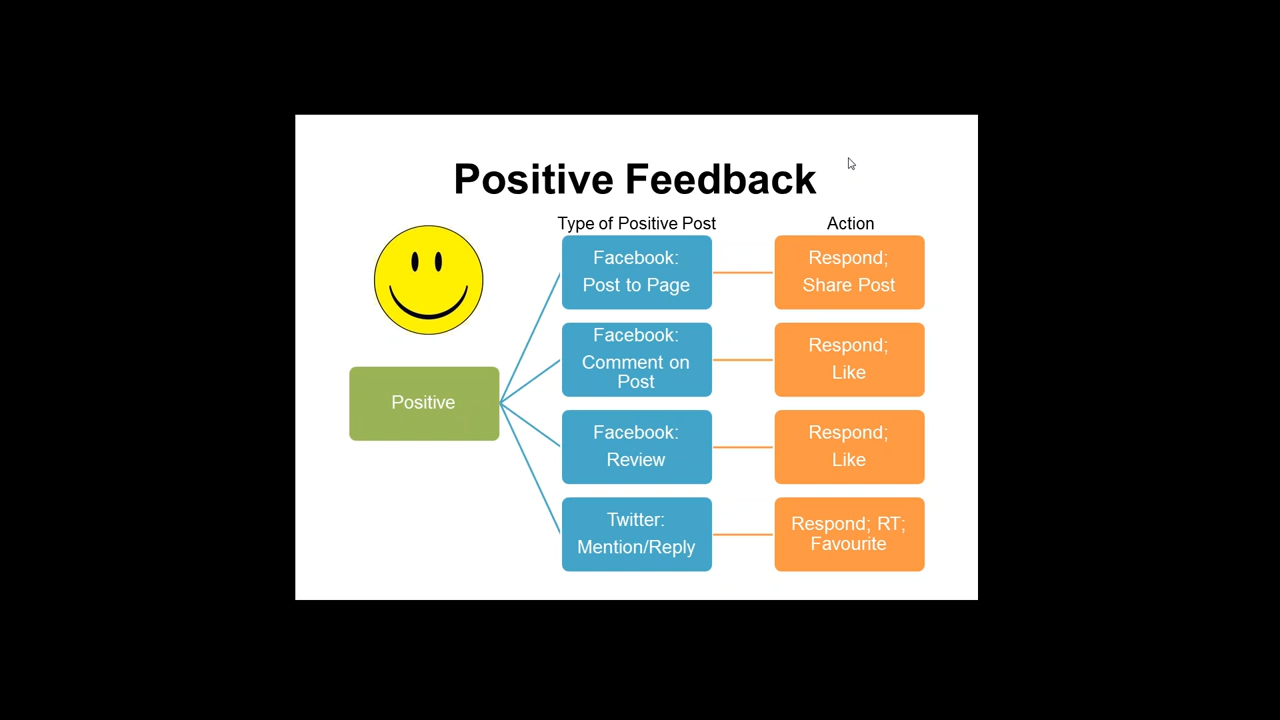 Positive Feedback
Type of Positive Post
Action
Facebook:
Post to Page
Respond;
Share Post
Facebook:
Comment on
Post
Respond;
Like
Positive
Facebook:
Review
Respond;
Like
Twitter:
Mention/Reply
Respond; RT;
Favourite